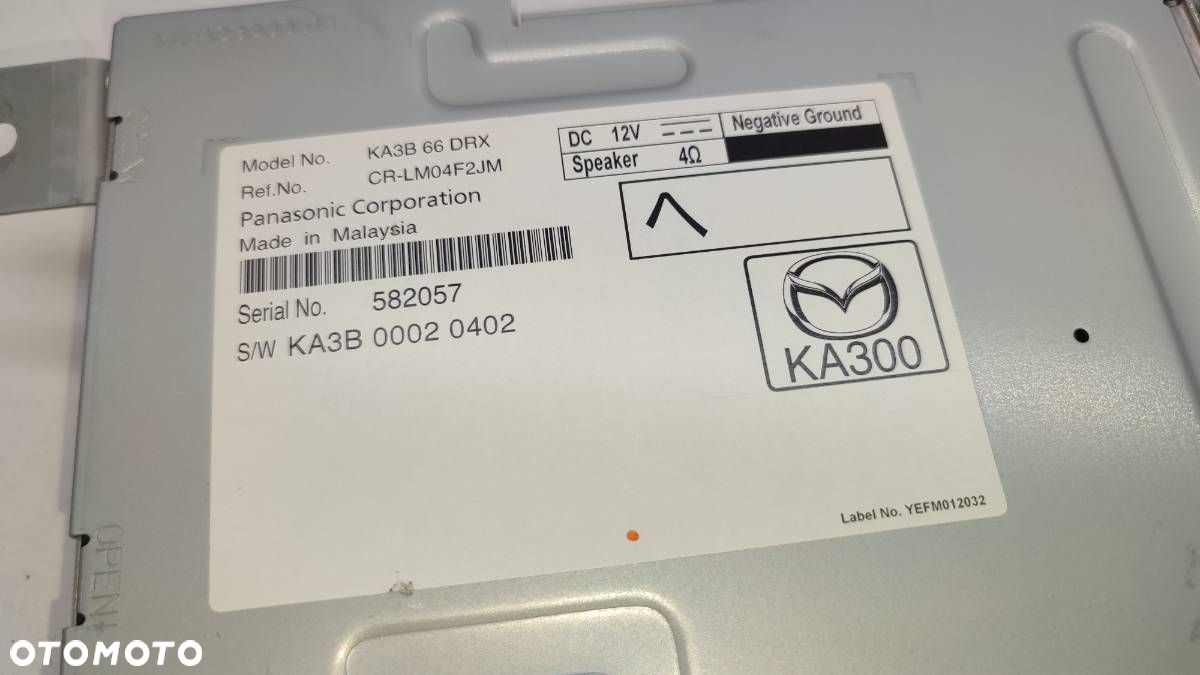 Model No. KA3B 66 DRX
Ref.No. CR-LM04F2JM
Panasonic Corporation
Made in Malaysia
Serial No. 582057
S/W KA3B 0002 0402
DC 12V
Negative Ground
Speaker 4Ω
へ
KA300
Label No. YEFM012032
OPEN
OPEN
OTOMOTO